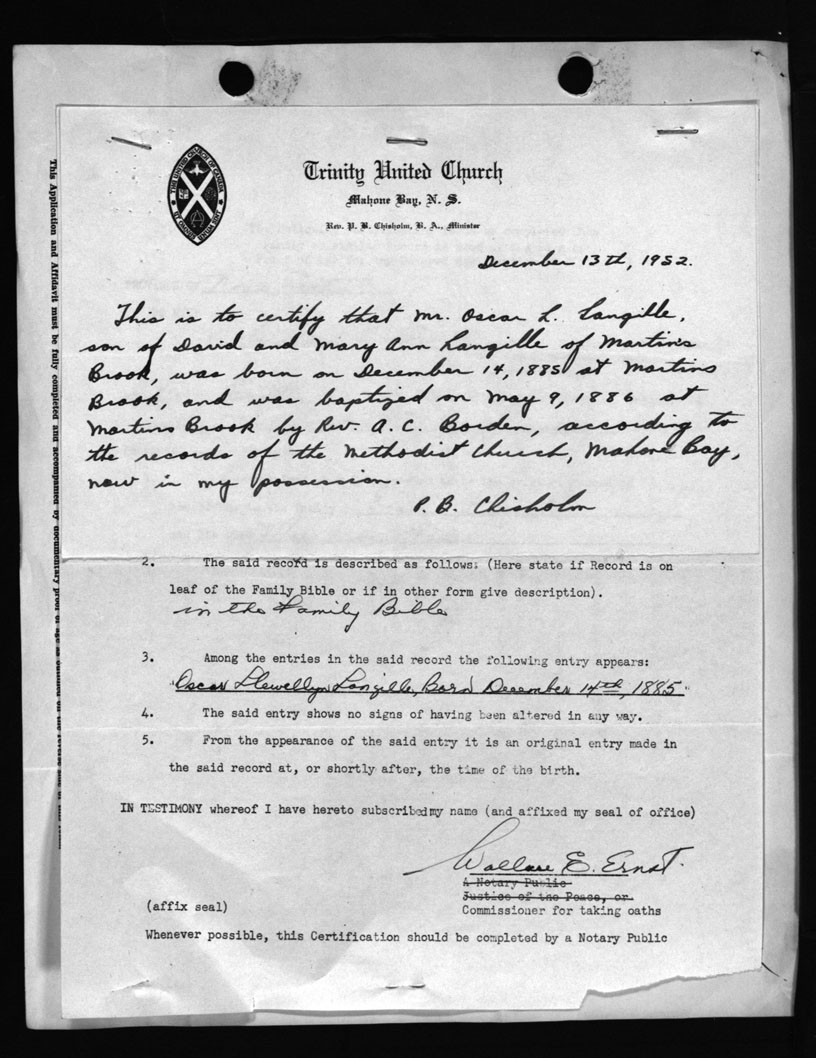 THE UNITED CHURCH OF CANADA
Trinity United Church
Mahone Bay, N. S.
Rev. P. B. Chisholm, B. A., Minister
December 13th, 1952.
This is to certify that Mr. Oscar L. Langille,
son of David and Mary Ann Langille of Martin's
Brook, was born on December 14, 1885 at Martins
Brook, and was baptized on May 9, 1886 at
Martins Brook by Rev. A. C. Borden, according to
the records of the Methodist Church, Mahone Bay,
now in my possession.
P. B. Chisholm
2. The said record is described as follows: (Here state if Record is on
leaf of the Family Bible or if in other form give description).
in the Family Bible
3. Among the entries in the said record the following entry appears:
"Oscar Llewellyn Langille, Born December 14th, 1885"
4. The said entry shows no signs of having been altered in any way.
5. From the appearance of the said entry it is an original entry made in
the said record at, or shortly after, the time of the birth.
IN TESTIMONY whereof I have hereto subscribed my name (and affixed my seal of office)
Wallace E. Ernst.
A Notary Public
Justice of the Peace, or
(affix seal) Commissioner for taking oaths
Whenever possible, this Certification should be completed by a Notary Public
This Application and Affidavit must be fully completed and accompanied by documentary proof of age as outlined on the reverse side of this form